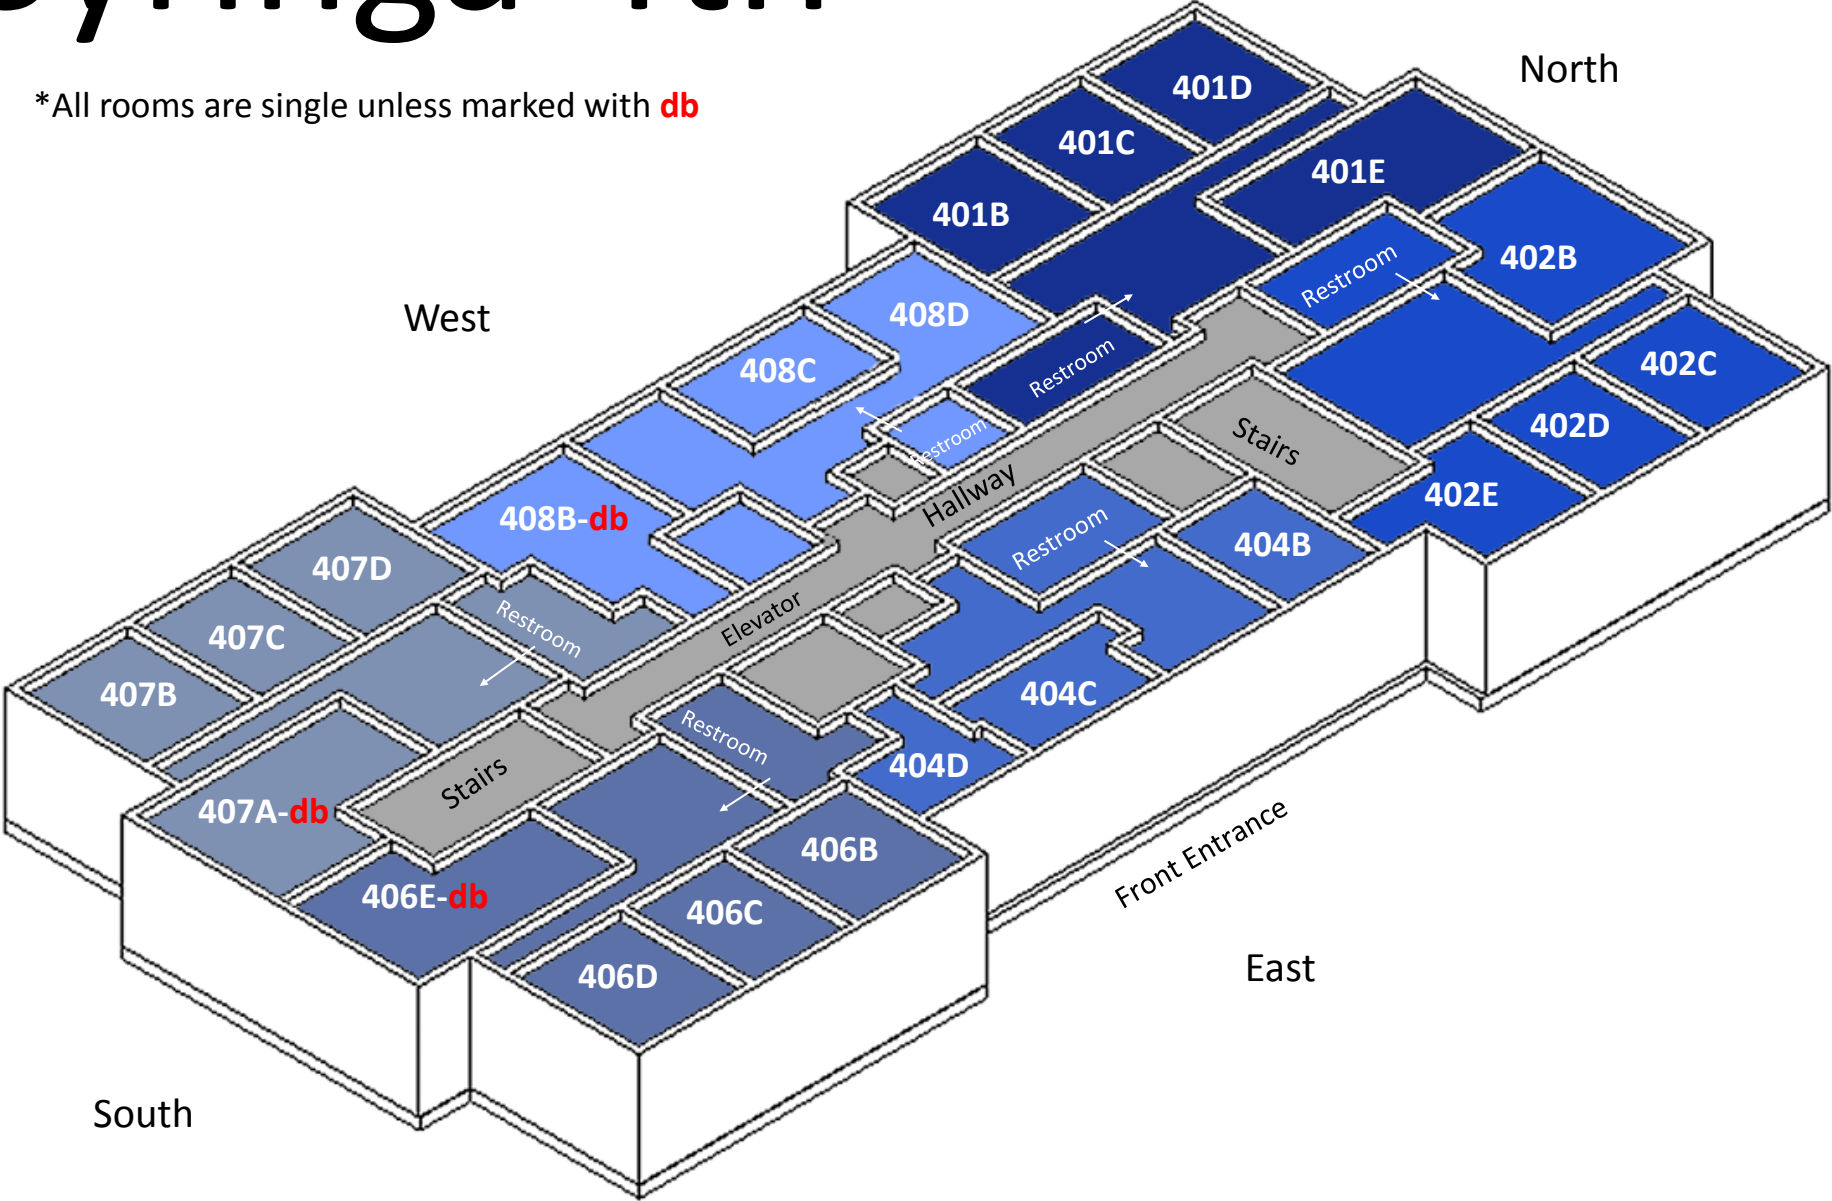 *All rooms are single unless marked with db
North
401D
401C
401E
401B
402B
Restroom
West
408D
402C
408C
Restroom
402D
Stairs
Restroom
402E
Hallway
408B-db
Restroom
404B
407D
Elevator
Restroom
407C
407B
404C
Restroom
404D
Stairs
407A-db
406B
Front Entrance
406E-db
406C
406D
East
South